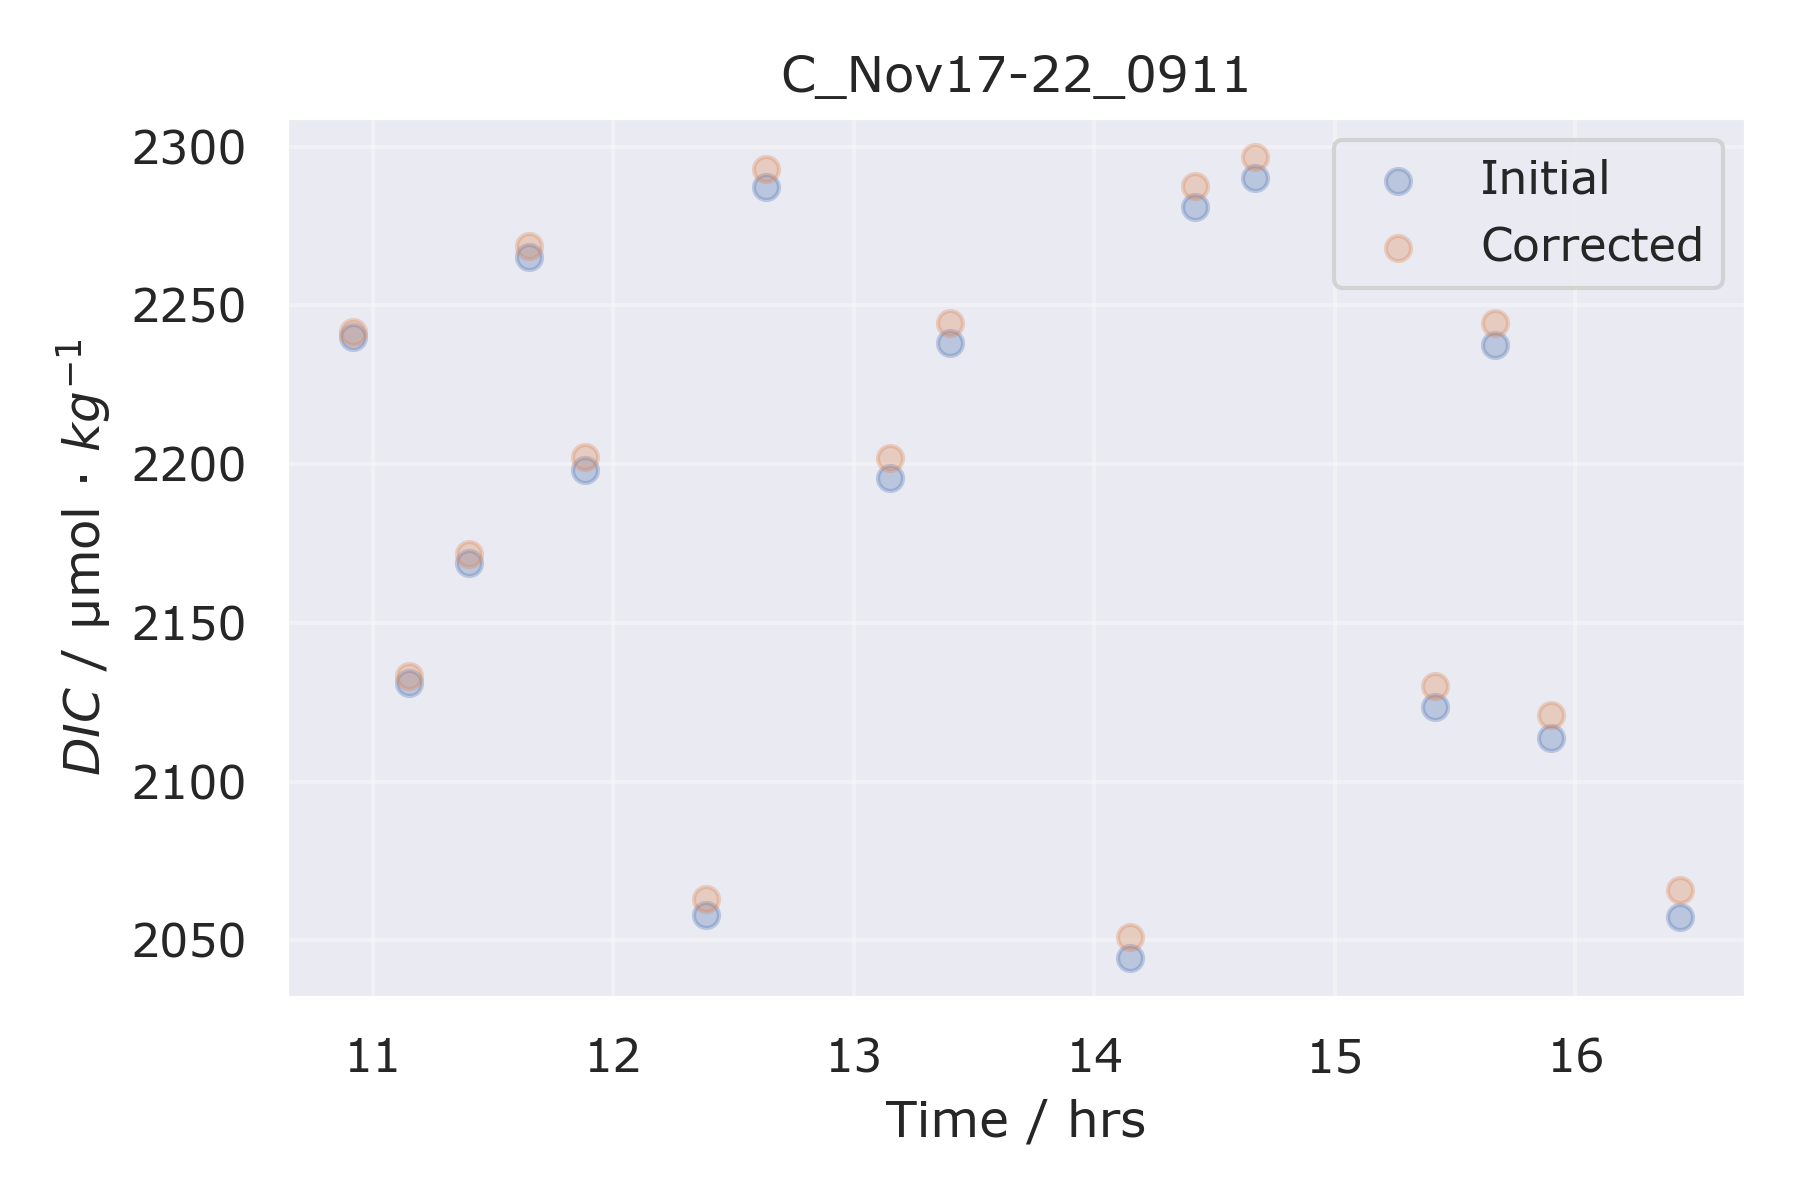 C_Nov17-22_0911
2300
2250
2200
2150
2100
2050
DIC / µmol · kg⁻¹
Initial
Corrected
11 12 13 14 15 16
Time / hrs